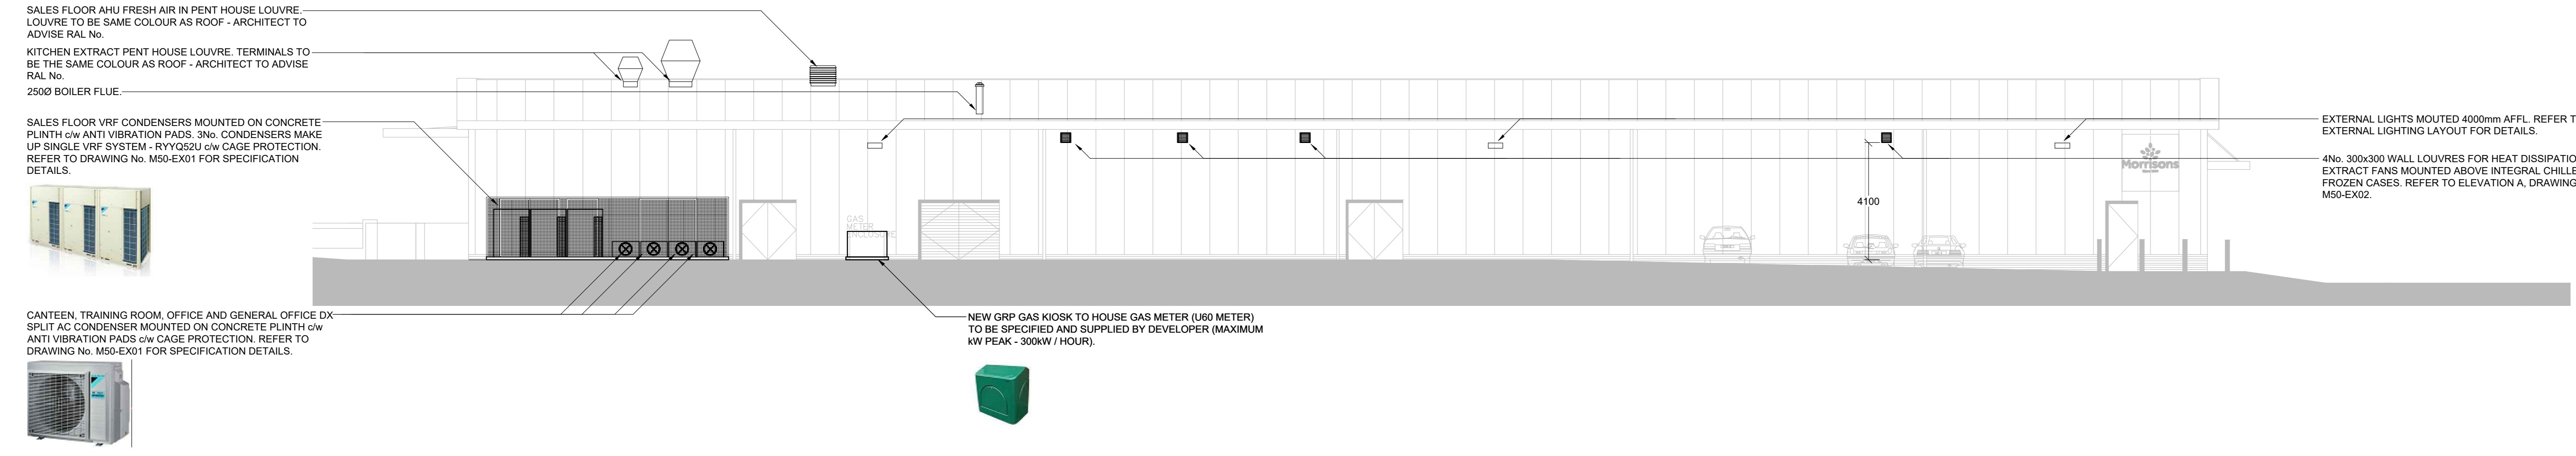 SALES FLOOR AHU FRESH AIR IN PENT HOUSE LOUVRE.
LOUVRE TO BE SAME COLOUR AS ROOF - ARCHITECT TO
ADVISE RAL No.
KITCHEN EXTRACT PENT HOUSE LOUVRE. TERMINALS TO
BE THE SAME COLOUR AS ROOF - ARCHITECT TO ADVISE
RAL No.
250Ø BOILER FLUE.
SALES FLOOR VRF CONDENSERS MOUNTED ON CONCRETE
PLINTH c/w ANTI VIBRATION PADS. 3No. CONDENSERS MAKE
UP SINGLE VRF SYSTEM - RYYQ52U c/w CAGE PROTECTION.
REFER TO DRAWING No. M50-EX01 FOR SPECIFICATION
DETAILS.
EXTERNAL LIGHTS MOUTED 4000mm AFFL. REFER T
EXTERNAL LIGHTING LAYOUT FOR DETAILS.
4No. 300x300 WALL LOUVRES FOR HEAT DISSIPATIO
EXTRACT FANS MOUNTED ABOVE INTEGRAL CHILLE
FROZEN CASES. REFER TO ELEVATION A, DRAWING
M50-EX02.
Morrisons
4100
GAS
METER
ENCLOSURE
CANTEEN, TRAINING ROOM, OFFICE AND GENERAL OFFICE DX
SPLIT AC CONDENSER MOUNTED ON CONCRETE PLINTH c/w
ANTI VIBRATION PADS c/w CAGE PROTECTION. REFER TO
DRAWING No. M50-EX01 FOR SPECIFICATION DETAILS.
NEW GRP GAS KIOSK TO HOUSE GAS METER (U60 METER)
TO BE SPECIFIED AND SUPPLIED BY DEVELOPER (MAXIMUM
kW PEAK - 300kW / HOUR).